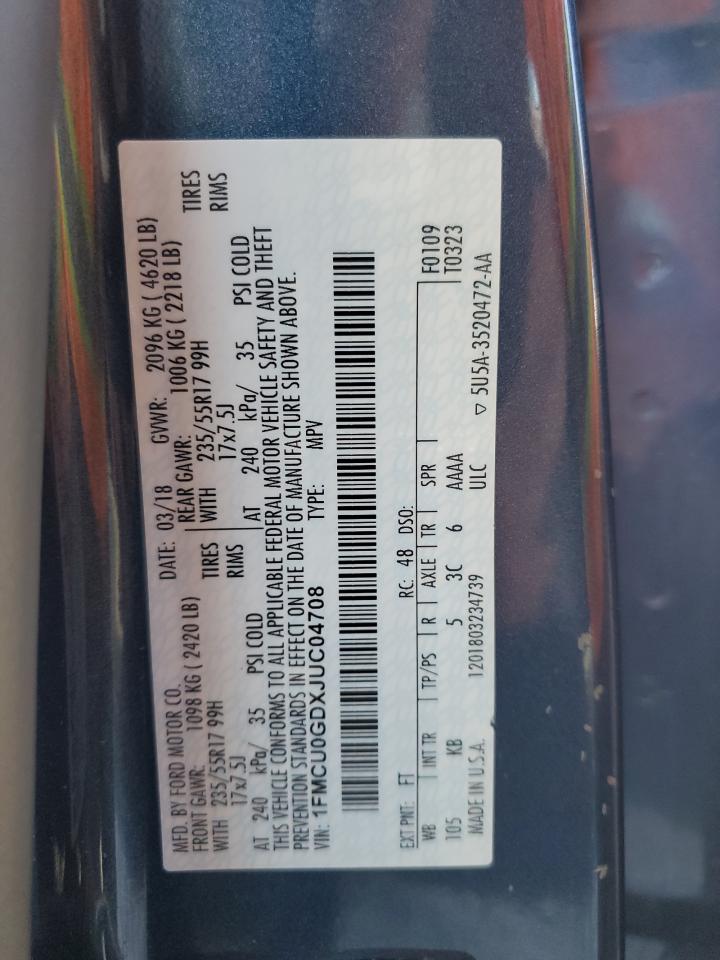 MFD. BY FORD MOTOR CO. DATE: 03/18 GVWR: 2096 KG ( 4620 LB)
FRONT GAWR: 1098 KG ( 2420 LB) REAR GAWR: 1006 KG ( 2218 LB)
WITH 235/55R17 99H TIRES WITH 235/55R17 99H TIRES
17x7.5J RIMS 17x7.5J RIMS
AT 240 kPa/ 35 PSI COLD AT 240 kPa/ 35 PSI COLD
THIS VEHICLE CONFORMS TO ALL APPLICABLE FEDERAL MOTOR VEHICLE SAFETY AND THEFT
PREVENTION STANDARDS IN EFFECT ON THE DATE OF MANUFACTURE SHOWN ABOVE.
VIN: 1FMCU0GDXJUC04708 TYPE: MPV
EXT PNT: FT RC: 48 DSO: F0109
WB INT TR TP/PS R AXLE TR SPR T0323
105 KB 5 3C 6 AAAA
MADE IN U.S.A. 1201803234739 ULC ▽ 5U5A-3520472-AA